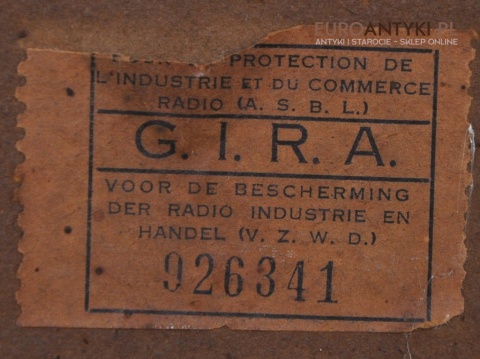 EUROANTYKI.PL
ANTYKI | STAROCIE - SKLEP ONLINE
PROTECTION DE
L'INDUSTRIE ET DU COMMERCE
RADIO (A. S. B. L.)
G. I. R. A.
VOOR DE BESCHERMING
DER RADIO INDUSTRIE EN
HANDEL (V. Z. W. D.)
926341